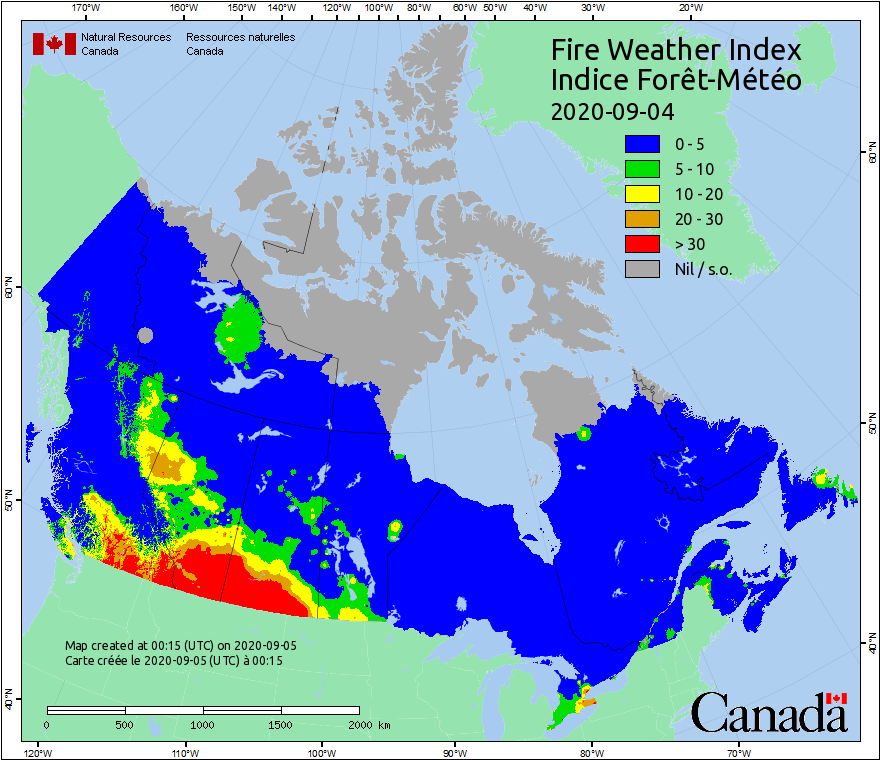 170°W 160°W 150°W 140°W 130°W 120°W 110°W 100°W 90°W 80°W 70°W 60°W 50°W 40°W 30°W 20°W
Natural Resources Canada
Ressources naturelles Canada
Fire Weather Index
Indice Forêt-Météo
2020-09-04
0 - 5
5 - 10
10 - 20
20 - 30
> 30
Nil / s.o.
60°N
60°N
50°N
50°N
40°N
40°N
Map created at 00:15 (UTC) on 2020-09-05
Carte créée le 2020-09-05 (UTC) à 00:15
0 500 1000 1500 2000 km
Canada
120°W 110°W 100°W 90°W 80°W 70°W